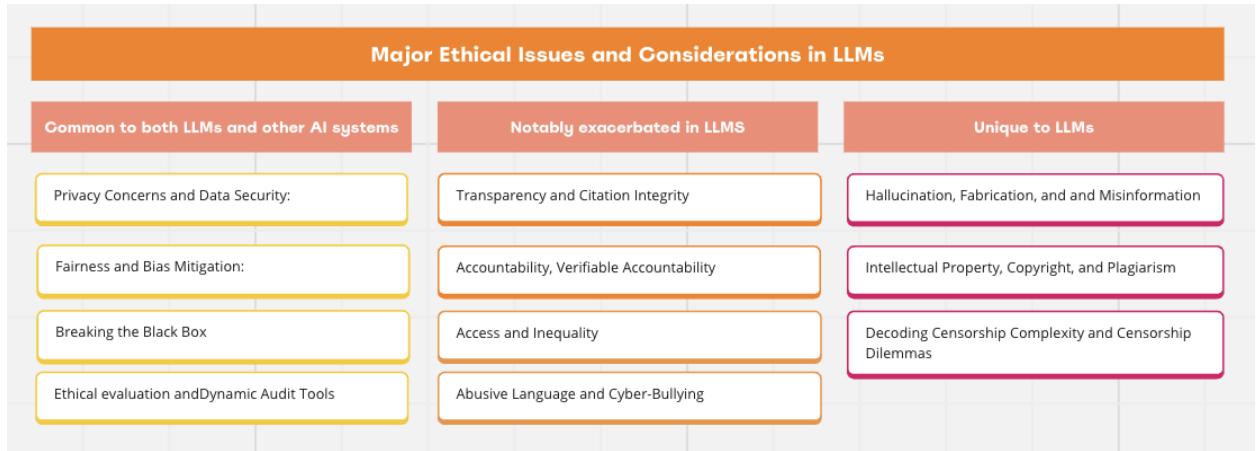 Major Ethical Issues and Considerations in LLMs
Common to both LLMs and other AI systems
Privacy Concerns and Data Security:
Fairness and Bias Mitigation:
Breaking the Black Box
Ethical evaluation andDynamic Audit Tools
Notably exacerbated in LLMS
Transparency and Citation Integrity
Accountability, Verifiable Accountability
Access and Inequality
Abusive Language and Cyber-Bullying
Unique to LLMs
Hallucination, Fabrication, and and Misinformation
Intellectual Property, Copyright, and Plagiarism
Decoding Censorship Complexity and Censorship
Dilemmas